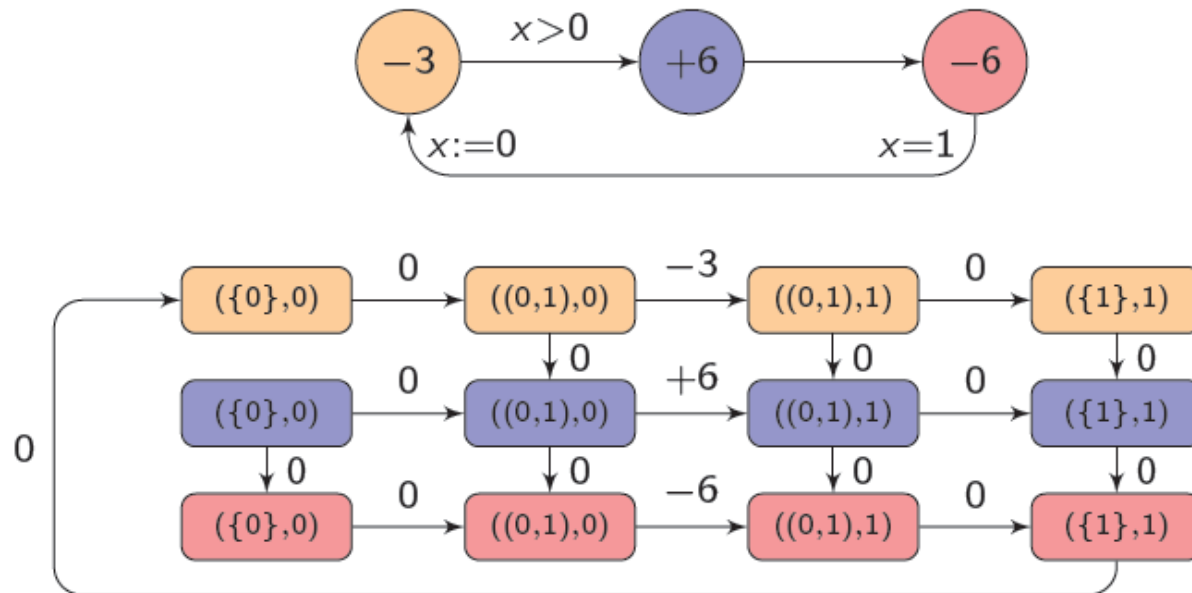 x>0
−3 +6 −6
x:=0 x=1
0 −3 0
({0},0) ((0,1),0) ((0,1),1) ({1},1)
0 0 0
0 +6 0
({0},0) ((0,1),0) ((0,1),1) ({1},1)
0
0 0 0 0
0 −6 0
({0},0) ((0,1),0) ((0,1),1) ({1},1)